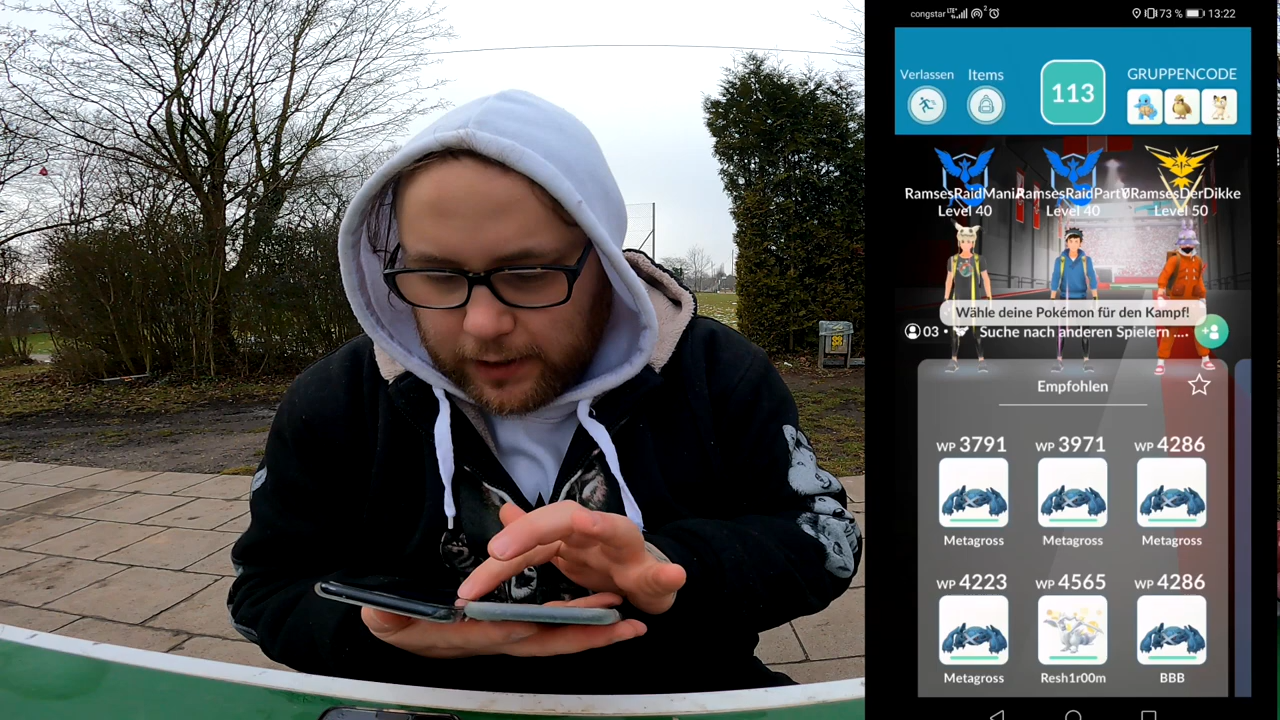 congstar LTE+ 2 73 % 13:22
Verlassen Items 113 GRUPPENCODE
RamsesRaidMani RamsesRaidPart RamsesDerDikke
Level 40 Level 40 Level 50
Wähle deine Pokémon für den Kampf!
03 • Suche nach anderen Spielern ....
Empfohlen
WP 3791 WP 3971 WP 4286
Metagross Metagross Metagross
WP 4223 WP 4565 WP 4286
Metagross Resh1r00m BBB